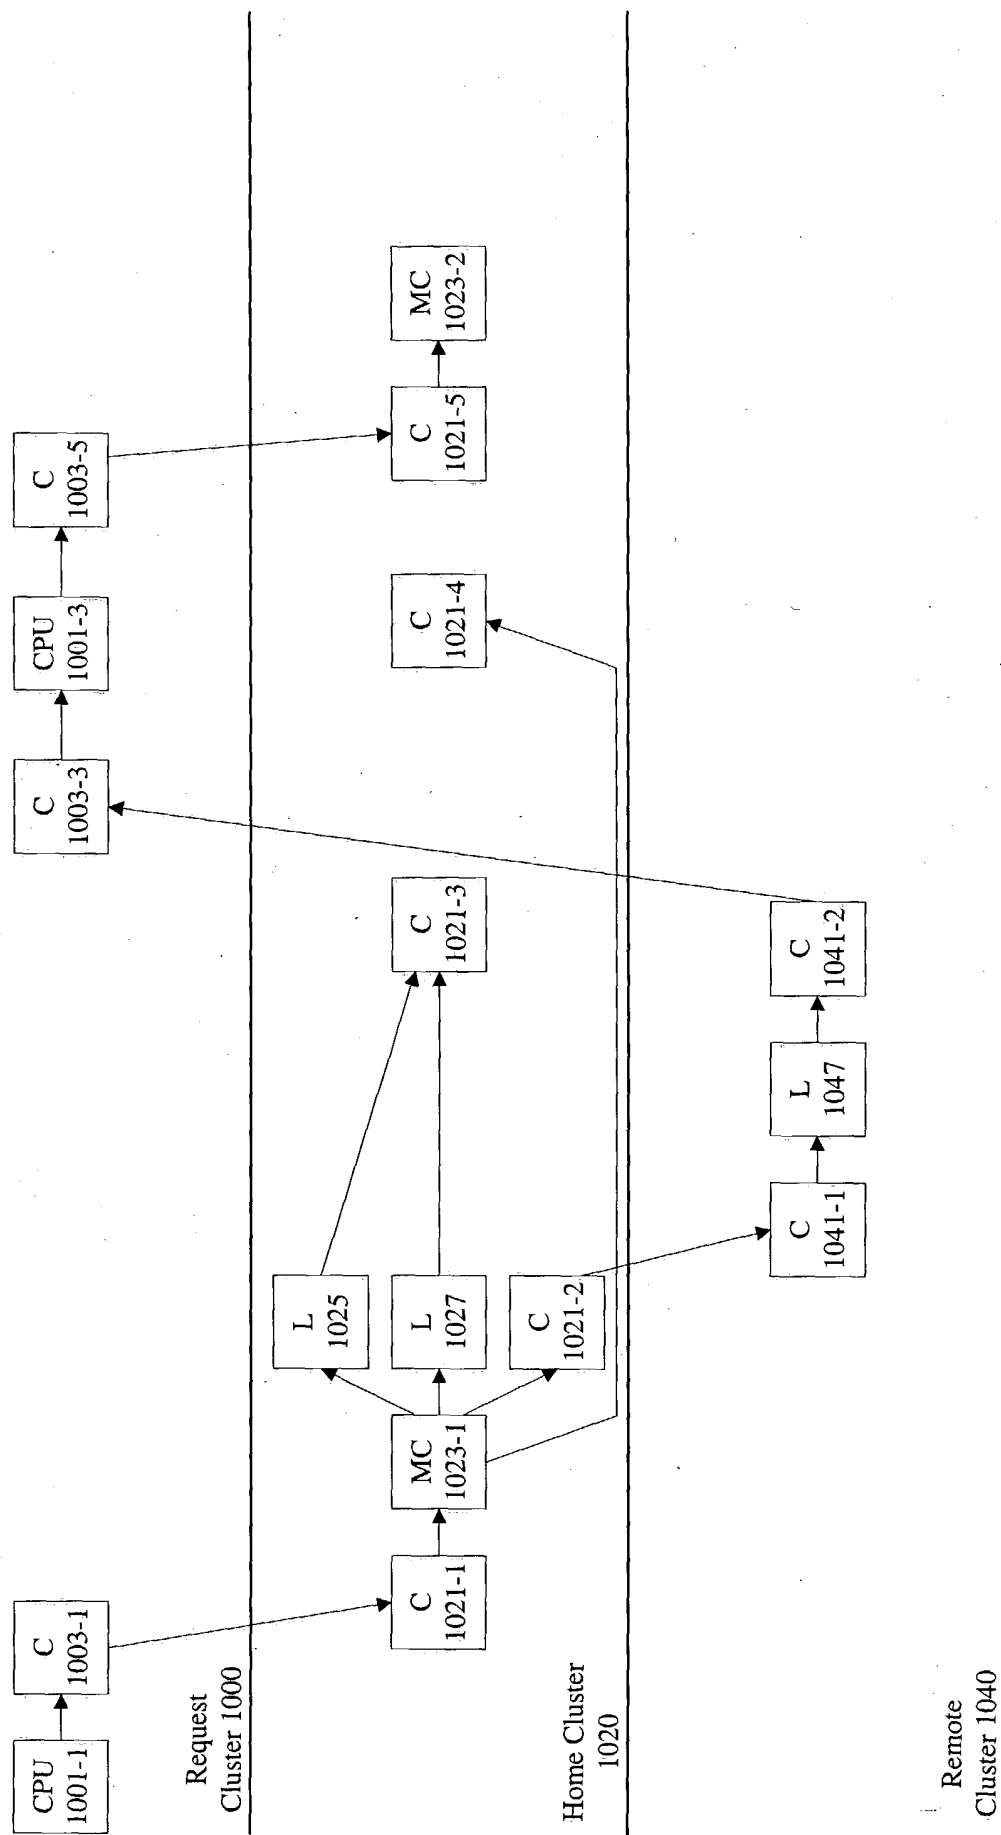 CPU
1001-1
C
1003-1
C
1003-3
CPU
1001-3
C
1003-5
Request
Cluster 1000
C
1021-1
MC
1023-1
L
1025
L
1027
C
1021-2
C
1021-3
C
1021-4
C
1021-5
MC
1023-2
Home Cluster
1020
C
1041-1
L
1047
C
1041-2
Remote
Cluster 1040